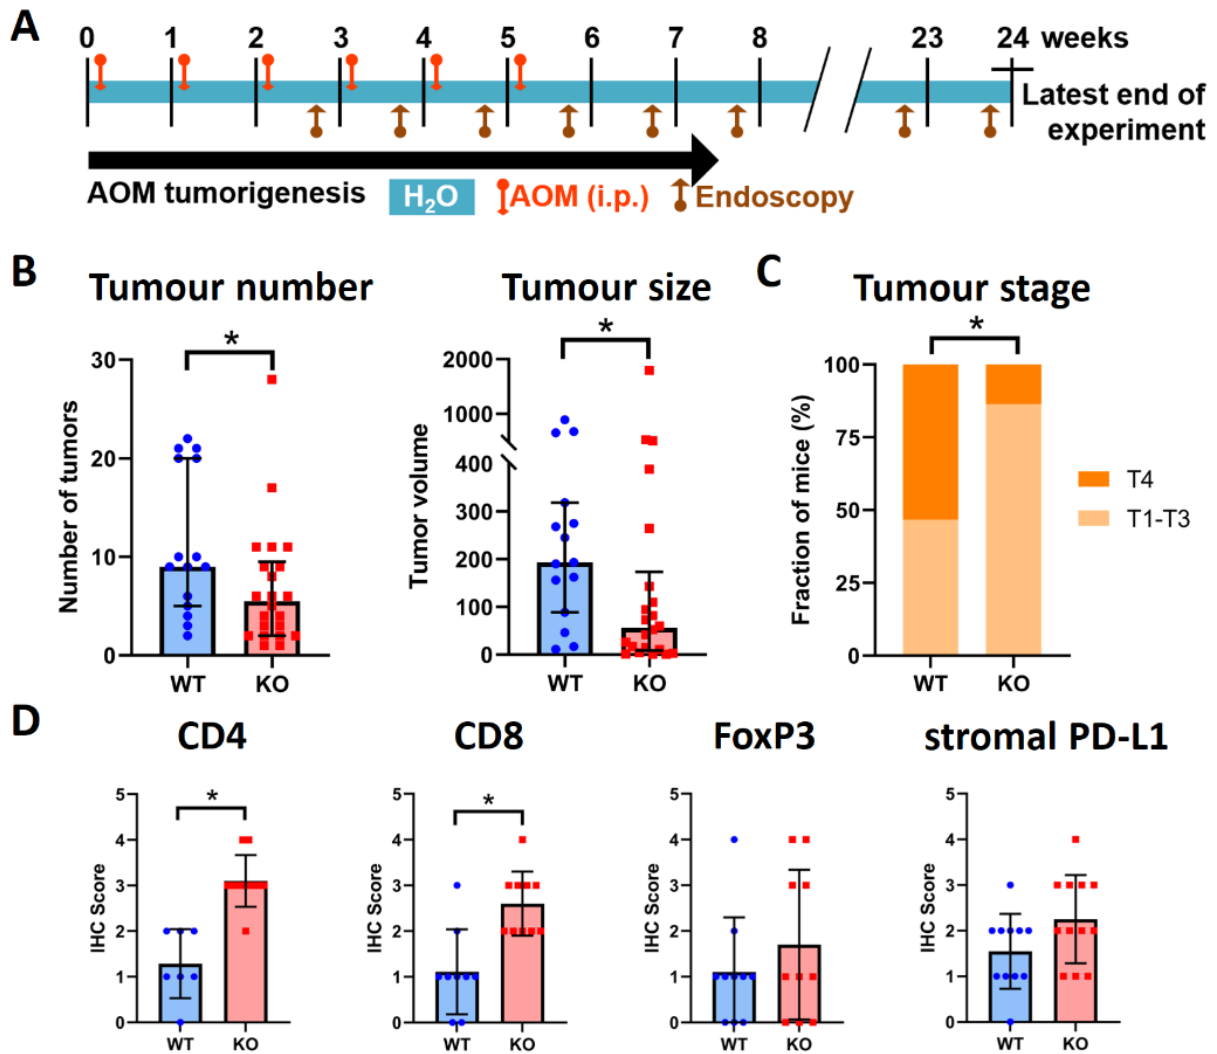 A
0 1 2 3 4 5 6 7 8 23 24 weeks
Latest end of
experiment
AOM tumorigenesis H₂O AOM (i.p.) Endoscopy
B
Tumour number
*
Number of tumors
30
20
10
0
WT KO
Tumour size
*
Tumor volume
2000
1000
400
300
200
100
0
WT KO
C
Tumour stage
*
Fraction of mice (%)
100
75
50
25
0
WT KO
T4
T1-T3
D
CD4
*
IHC Score
5
4
3
2
1
0
WT KO
CD8
*
IHC Score
5
4
3
2
1
0
WT KO
FoxP3
IHC Score
5
4
3
2
1
0
WT KO
stromal PD-L1
IHC Score
5
4
3
2
1
0
WT KO